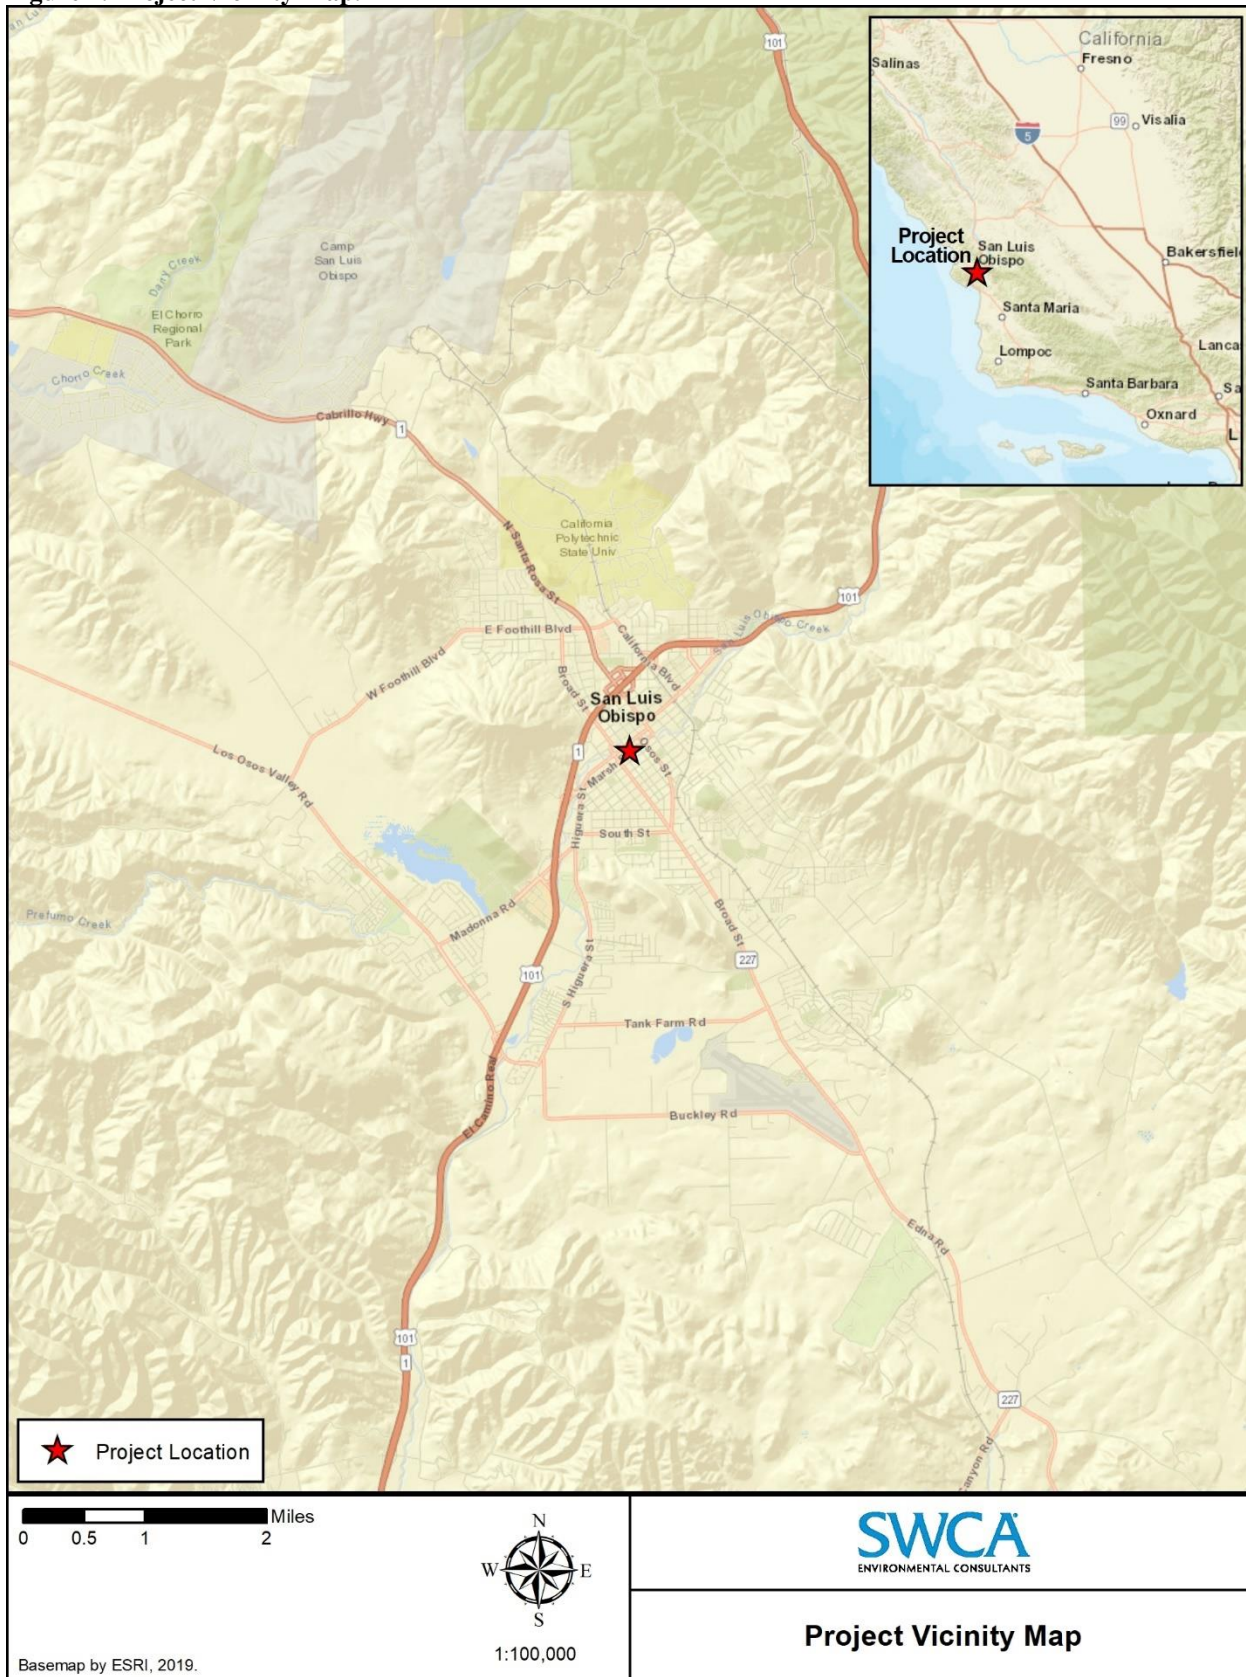 101
California
Fresno
Salinas
99
Visalia
5
Project
Location
San Luis
Obispo
Bakersfiel
Santa Maria
Lompoc
Lanca
Santa Barbara
Sa
Oxnard
L
Camp
San Luis
Obispo
Dairy Creek
El Chorro
Regional
Park
Chorro Creek
Cabrillo Hwy
1
N Santa Rosa St
California
Polytechnic
State Univ
101
San Luis Obispo Creek
E Foothill Blvd
California Blvd
W Foothill Blvd
Broad St
San Luis
Obispo
1
Osos St
Marsh
Los Osos Valley Rd
Higuera St
South St
Prefumo Creek
Madonna Rd
Broad St
227
101
S Higuera St
Tank Farm Rd
El Camino Real
Buckley Rd
Edna Rd
101
1
227
Canyon Rd
Project Location
Miles
0 0.5 1 2
N
W E
S
1:100,000
Basemap by ESRI, 2019.
SWCA
ENVIRONMENTAL CONSULTANTS
Project Vicinity Map